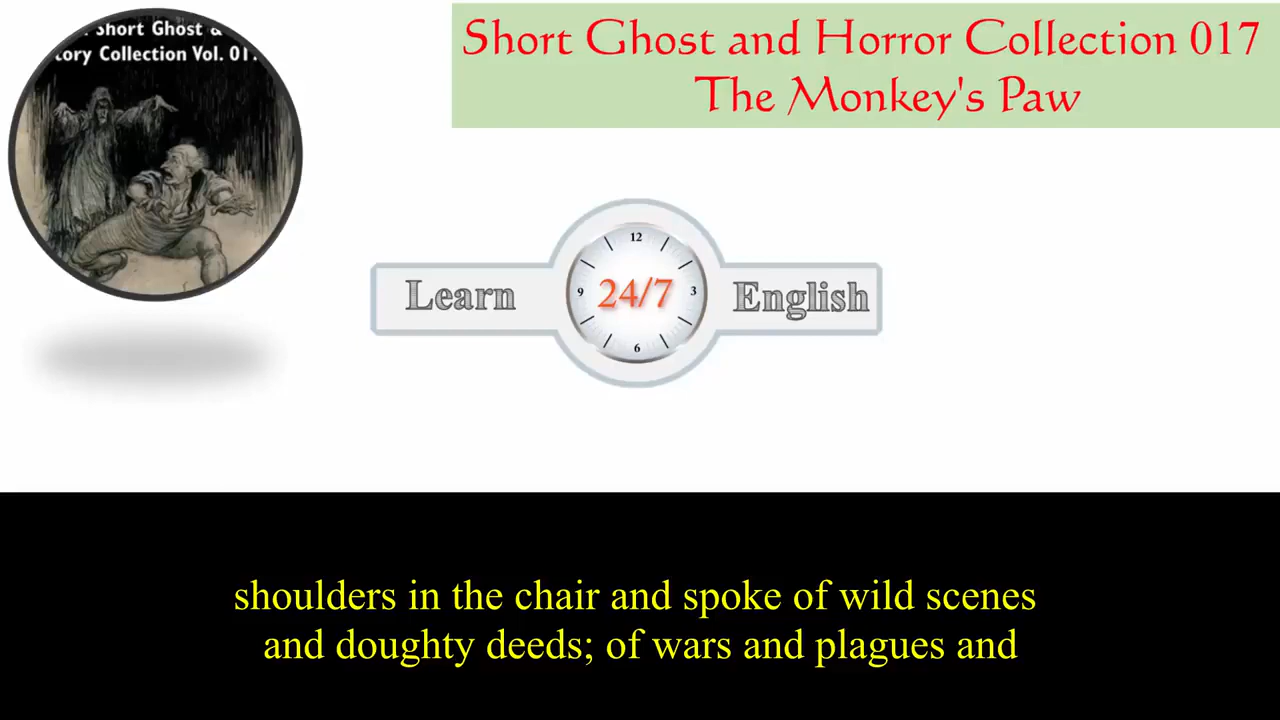 Short Ghost &
tory Collection Vol. 01.
Short Ghost and Horror Collection 017
The Monkey's Paw
12
9
3
6
Learn
24/7
English
shoulders in the chair and spoke of wild scenes
and doughty deeds; of wars and plagues and